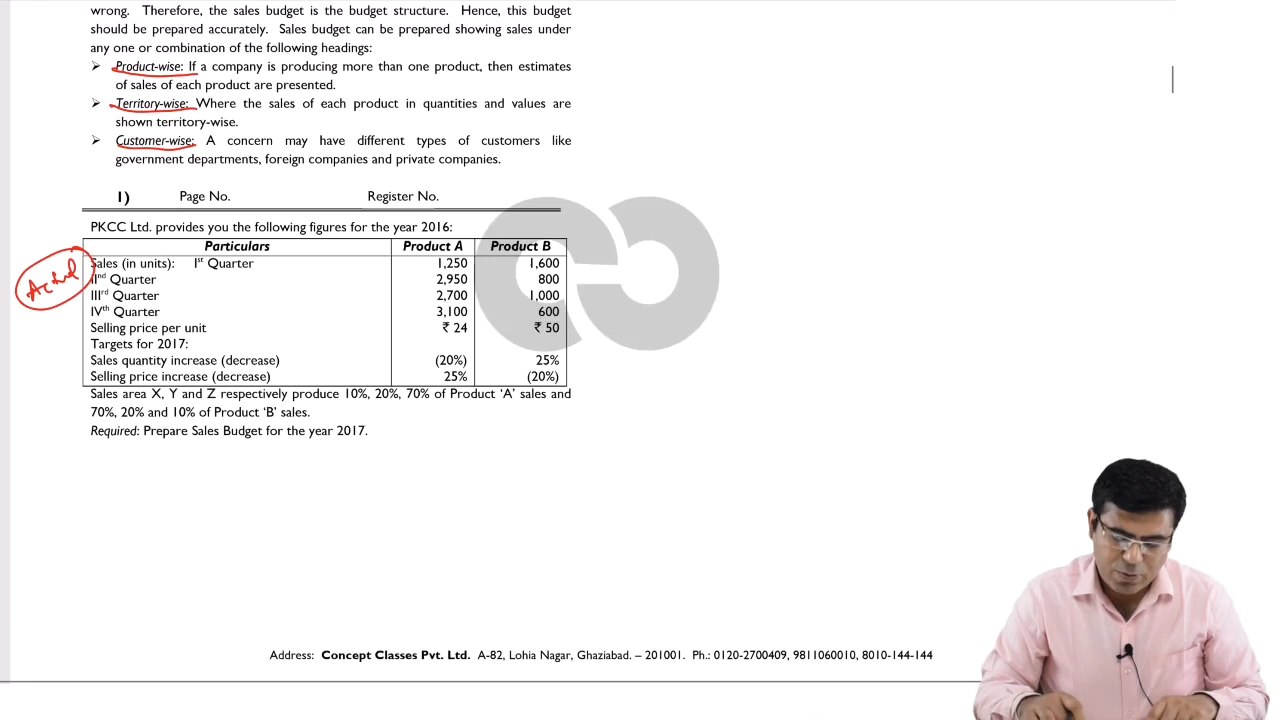 wrong. Therefore, the sales budget is the budget structure. Hence, this budget
should be prepared accurately. Sales budget can be prepared showing sales under
any one or combination of the following headings:
➢ Product-wise: If a company is producing more than one product, then estimates
of sales of each product are presented.
➢ Territory-wise: Where the sales of each product in quantities and values are
shown territory-wise.
➢ Customer-wise: A concern may have different types of customers like
government departments, foreign companies and private companies.
1) Page No. Register No.
PKCC Ltd. provides you the following figures for the year 2016:
Particulars Product A Product B
Actual
Sales (in units): Ist Quarter 1,250 1,600
IInd Quarter 2,950 800
IIIrd Quarter 2,700 1,000
IVth Quarter 3,100 600
Selling price per unit ₹ 24 ₹ 50
Targets for 2017:
Sales quantity increase (decrease) (20%) 25%
Selling price increase (decrease) 25% (20%)
Sales area X, Y and Z respectively produce 10%, 20%, 70% of Product ‘A’ sales and
70%, 20% and 10% of Product ‘B’ sales.
Required: Prepare Sales Budget for the year 2017.
Address: Concept Classes Pvt. Ltd. A-82, Lohia Nagar, Ghaziabad. – 201001. Ph.: 0120-2700409, 9811060010, 8010-144-144